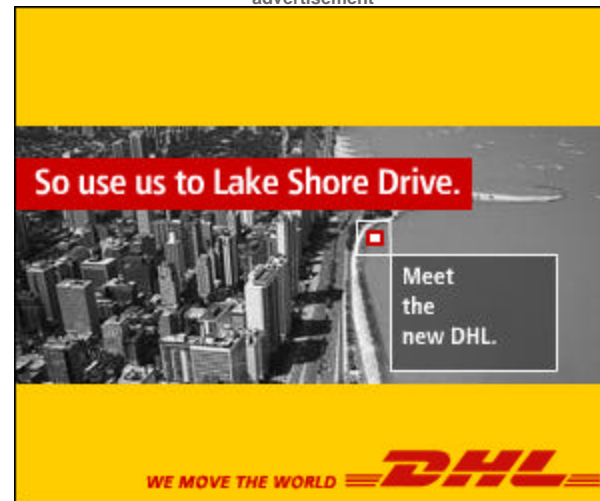 advertisement
So use us to Lake Shore Drive.
Meet
the
new DHL.
WE MOVE THE WORLD DHL